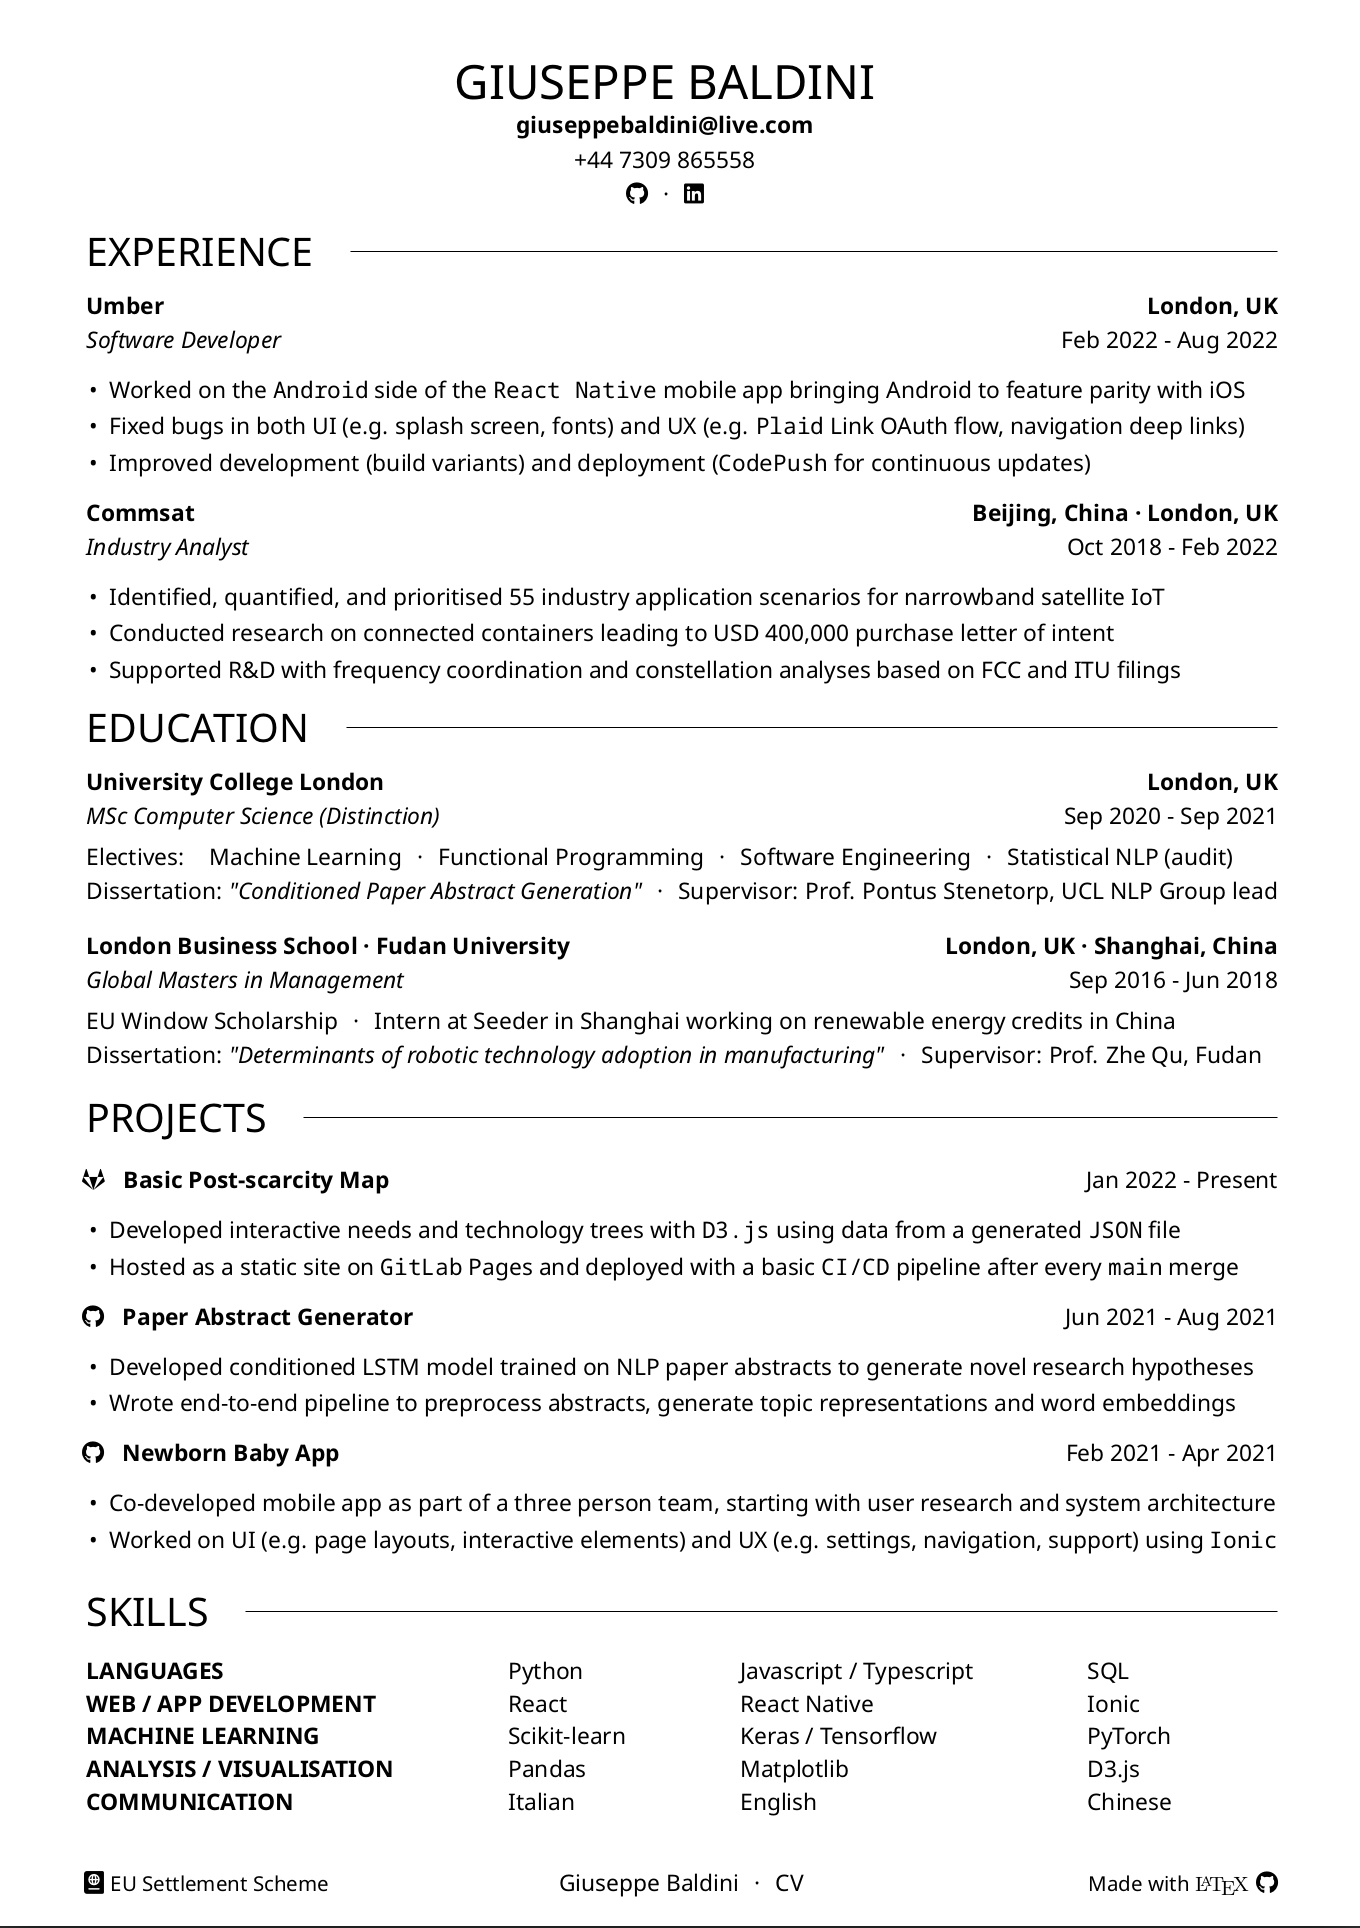 GIUSEPPE BALDINI
giuseppebaldini@live.com
+44 7309 865558
·
EXPERIENCE
Umber London, UK
Software Developer Feb 2022 - Aug 2022
• Worked on the Android side of the React Native mobile app bringing Android to feature parity with iOS
• Fixed bugs in both UI (e.g. splash screen, fonts) and UX (e.g. Plaid Link OAuth flow, navigation deep links)
• Improved development (build variants) and deployment (CodePush for continuous updates)
Commsat Beijing, China · London, UK
Industry Analyst Oct 2018 - Feb 2022
• Identified, quantified, and prioritised 55 industry application scenarios for narrowband satellite IoT
• Conducted research on connected containers leading to USD 400,000 purchase letter of intent
• Supported R&D with frequency coordination and constellation analyses based on FCC and ITU filings
EDUCATION
University College London London, UK
MSc Computer Science (Distinction) Sep 2020 - Sep 2021
Electives: Machine Learning · Functional Programming · Software Engineering · Statistical NLP (audit)
Dissertation: "Conditioned Paper Abstract Generation" · Supervisor: Prof. Pontus Stenetorp, UCL NLP Group lead
London Business School · Fudan University London, UK · Shanghai, China
Global Masters in Management Sep 2016 - Jun 2018
EU Window Scholarship · Intern at Seeder in Shanghai working on renewable energy credits in China
Dissertation: "Determinants of robotic technology adoption in manufacturing" · Supervisor: Prof. Zhe Qu, Fudan
PROJECTS
Basic Post-scarcity Map Jan 2022 - Present
• Developed interactive needs and technology trees with D3.js using data from a generated JSON file
• Hosted as a static site on GitLab Pages and deployed with a basic CI/CD pipeline after every main merge
Paper Abstract Generator Jun 2021 - Aug 2021
• Developed conditioned LSTM model trained on NLP paper abstracts to generate novel research hypotheses
• Wrote end-to-end pipeline to preprocess abstracts, generate topic representations and word embeddings
Newborn Baby App Feb 2021 - Apr 2021
• Co-developed mobile app as part of a three person team, starting with user research and system architecture
• Worked on UI (e.g. page layouts, interactive elements) and UX (e.g. settings, navigation, support) using Ionic
SKILLS
LANGUAGES Python Javascript / Typescript SQL
WEB / APP DEVELOPMENT React React Native Ionic
MACHINE LEARNING Scikit-learn Keras / Tensorflow PyTorch
ANALYSIS / VISUALISATION Pandas Matplotlib D3.js
COMMUNICATION Italian English Chinese
EU Settlement Scheme Giuseppe Baldini · CV Made with LATEX